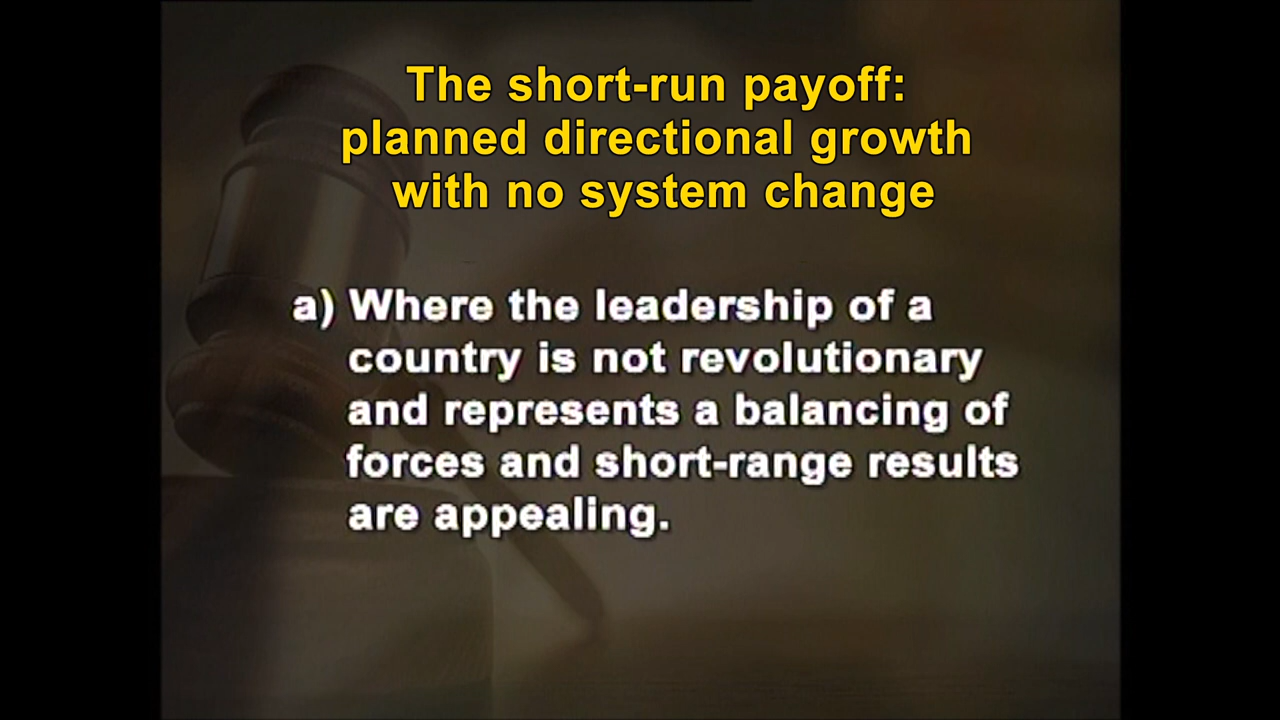 The short-run payoff:
planned directional growth
with no system change
a) Where the leadership of a
country is not revolutionary
and represents a balancing of
forces and short-range results
are appealing.